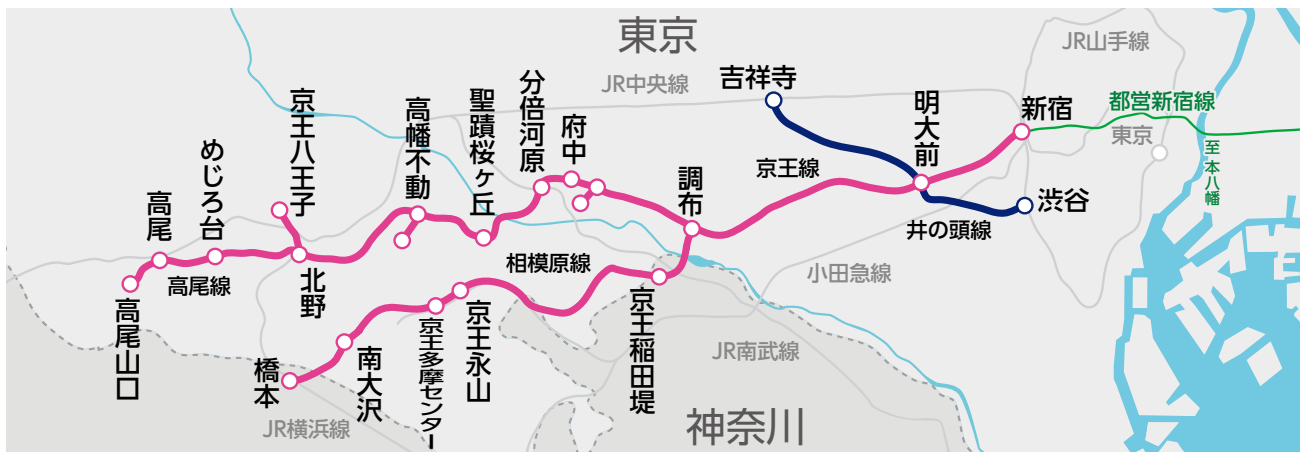 東京
JR山手線
JR中央線
吉祥寺
新宿
都営新宿線
東京
至本八幡
明大前
渋谷
京王線
井の頭線
小田急線
調布
府中
分倍河原
聖蹟桜ヶ丘
高幡不動
京王八王子
めじろ台
高尾
高尾線
高尾山口
北野
相模原線
京王稲田堤
京王永山
京王多摩センター
南大沢
橋本
JR横浜線
JR南武線
神奈川